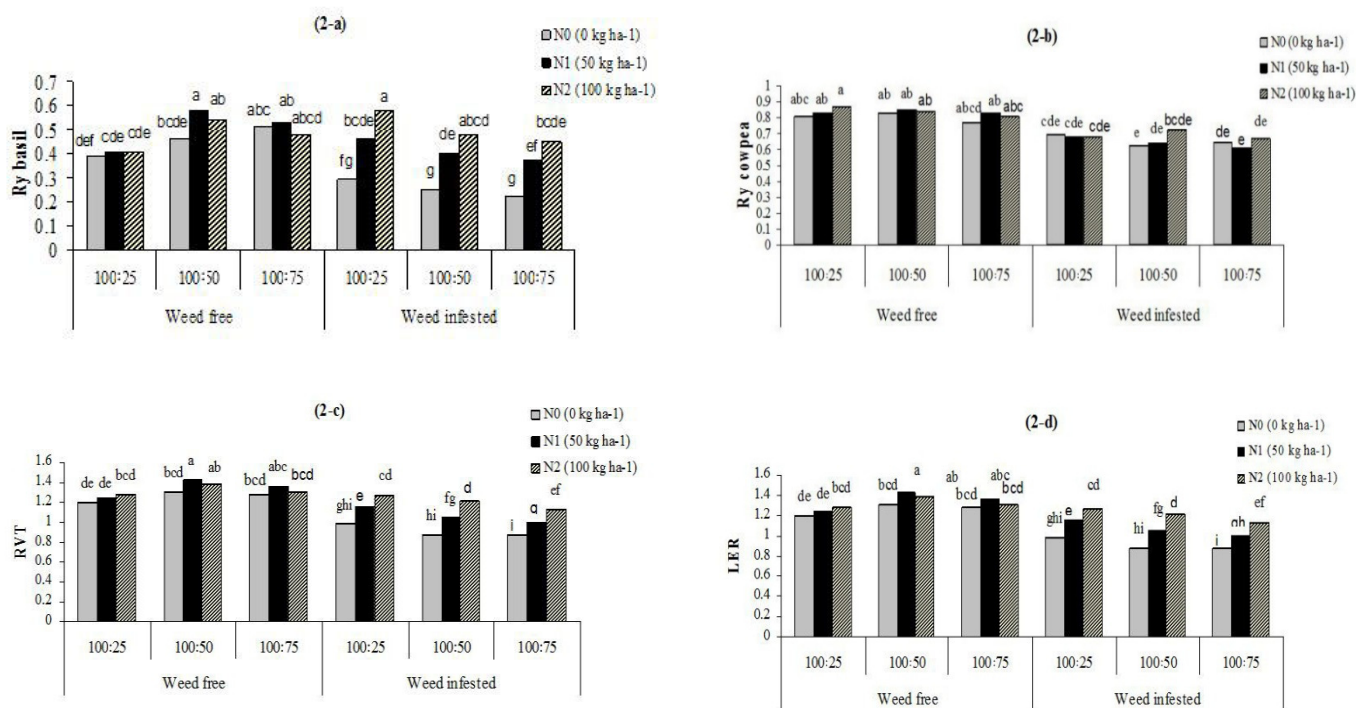 (2-a)
N0 (0 kg ha-1)
N1 (50 kg ha-1)
N2 (100 kg ha-1)
Ry basil
0.7
0.6
0.5
0.4
0.3
0.2
0.1
0
def cde cde
bcde a ab
abc ab abcd
fg bcde a
g de abcd
g ef bcde
100:25 100:50 100:75 100:25 100:50 100:75
Weed free Weed infested
(2-b)
N0 (0 kg ha-1)
N1 (50 kg ha-1)
N2 (100 kg ha-1)
Ry cowpea
1
0.9
0.8
0.7
0.6
0.5
0.4
0.3
0.2
0.1
0
abc ab a
ab ab ab
abcd ab abc
cde cde cde
e de bcde
de e de
100:25 100:50 100:75 100:25 100:50 100:75
Weed free Weed infested
(2-c)
N0 (0 kg ha-1)
N1 (50 kg ha-1)
N2 (100 kg ha-1)
RVT
1.6
1.4
1.2
1
0.8
0.6
0.4
0.2
0
de de bcd
bcd a ab
bcd abc bcd
ghi e cd
hi fg d
i g ef
100:25 100:50 100:75 100:25 100:50 100:75
Weed free Weed infested
(2-d)
N0 (0 kg ha-1)
N1 (50 kg ha-1)
N2 (100 kg ha-1)
LER
1.6
1.4
1.2
1
0.8
0.6
0.4
0.2
0
de de bcd
bcd a ab
bcd abc bcd
ghi e cd
hi fg d
i gh ef
100:25 100:50 100:75 100:25 100:50 100:75
Weed free Weed infested